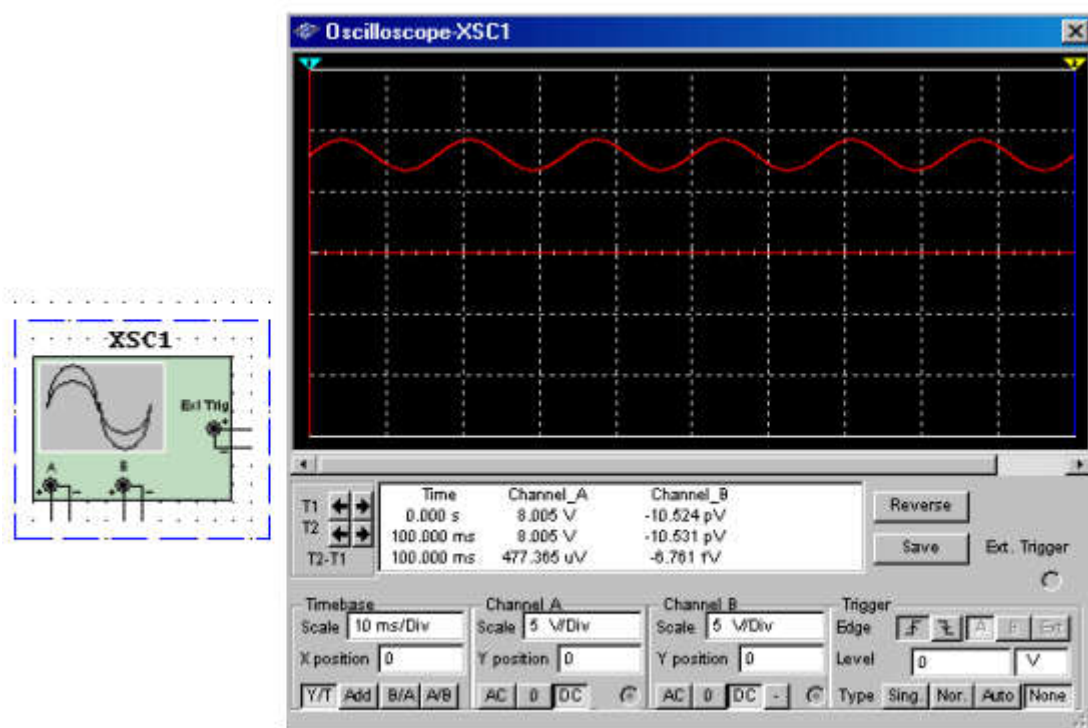 Oscilloscope-XSC1
XSC1
Ext Trig
A B
T1
T2
T2-T1
Time Channel_A Channel_B
0.000 s 8.005 V -10.524 pV
100.000 ms 8.005 V -10.531 pV
100.000 ms 477.365 uV -6.761 fV
Reverse
Save
Ext. Trigger
Timebase
Scale 10 ms/Div
X position 0
Y/T Add B/A A/B
Channel A
Scale 5 V/Div
Y position 0
AC 0 DC
Channel B
Scale 5 V/Div
Y position 0
AC 0 DC -
Trigger
Edge A B Ext
Level 0 V
Type Sing. Nor. Auto None